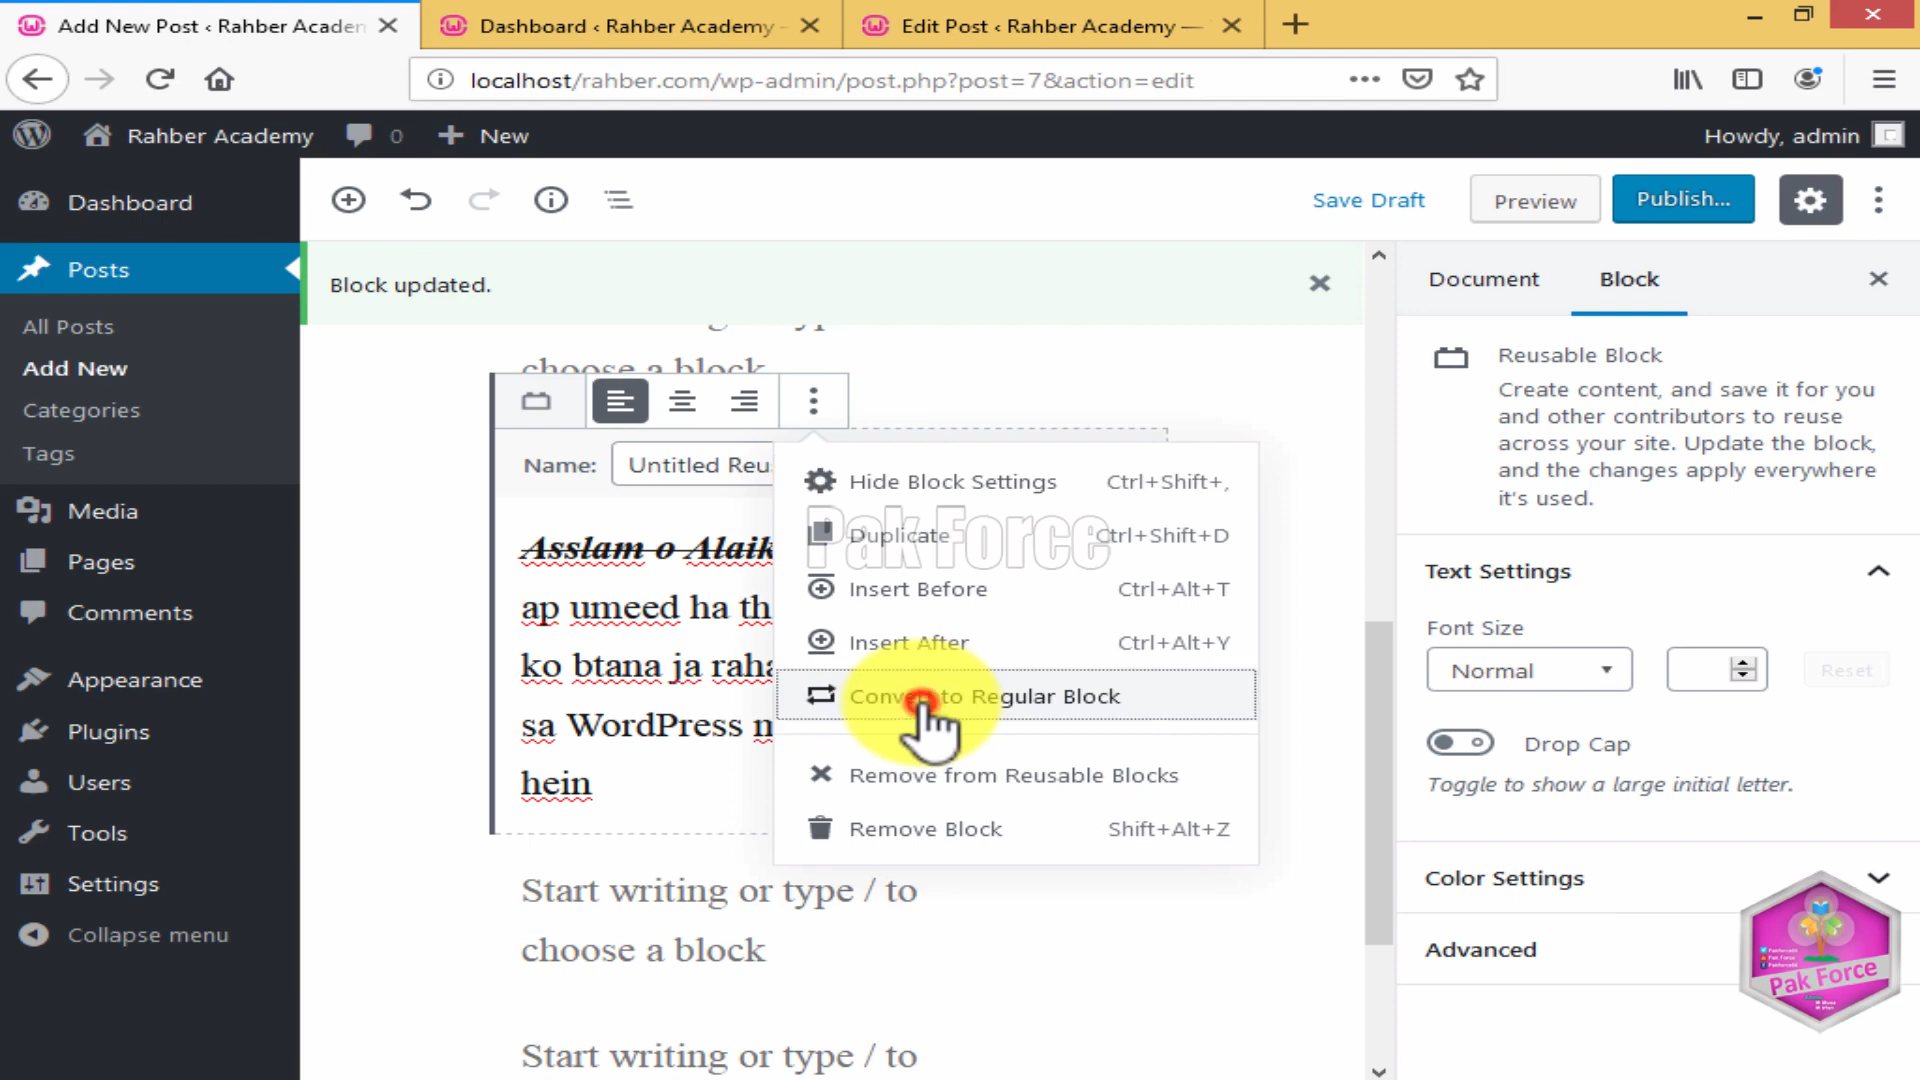 Add New Post ‹ Rahber Academ
Dashboard ‹ Rahber Academy -
Edit Post ‹ Rahber Academy —
localhost/rahber.com/wp-admin/post.php?post=7&action=edit
Rahber Academy
0
New
Howdy, admin
Dashboard
Posts
All Posts
Add New
Categories
Tags
Media
Pages
Comments
Appearance
Plugins
Users
Tools
Settings
Collapse menu
Save Draft
Preview
Publish...
Block updated.
choose a block
Name:
Untitled Reu
Asslam o Alaik
ap umeed ha th
ko btana ja raha
sa WordPress m
hein
Hide Block Settings Ctrl+Shift+,
Duplicate Ctrl+Shift+D
Pak Force
Insert Before Ctrl+Alt+T
Insert After Ctrl+Alt+Y
Convert to Regular Block
Remove from Reusable Blocks
Remove Block Shift+Alt+Z
Start writing or type / to
choose a block
Start writing or type / to
Document
Block
Reusable Block
Create content, and save it for you
and other contributors to reuse
across your site. Update the block,
and the changes apply everywhere
it's used.
Text Settings
Font Size
Normal
Reset
Drop Cap
Toggle to show a large initial letter.
Color Settings
Advanced
Pak Force